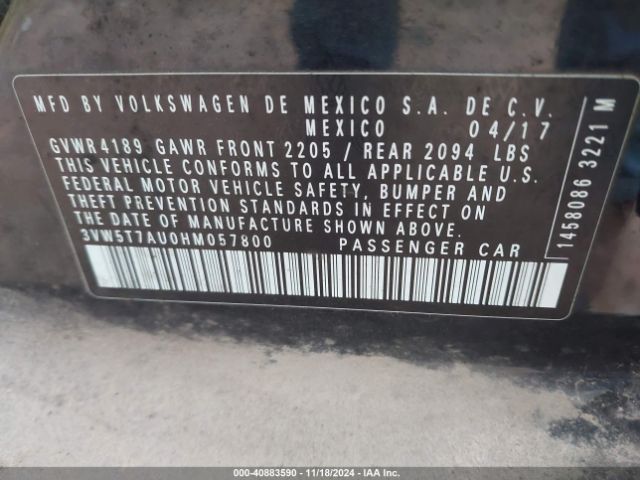 MFD BY VOLKSWAGEN DE MEXICO S.A. DE C.V.
MEXICO 04/17
GVWR4189 GAWR FRONT 2205 / REAR 2094 LBS
THIS VEHICLE CONFORMS TO ALL APPLICABLE U.S.
FEDERAL MOTOR VEHICLE SAFETY, BUMPER AND
THEFT PREVENTION STANDARDS IN EFFECT ON
THE DATE OF MANUFACTURE SHOWN ABOVE.
3VW5T7AU0HM057800 PASSENGER CAR
1458086 3221 M
000-40883590 - 11/18/2024 - IAA Inc.